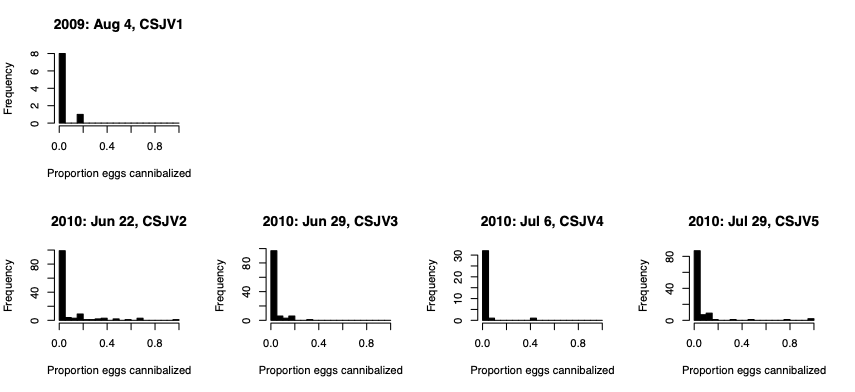 2009: Aug 4, CSJV1
Frequency
0 2 4 6 8
0.0 0.4 0.8
Proportion eggs cannibalized
2010: Jun 22, CSJV2
Frequency
0 40 80
0.0 0.4 0.8
Proportion eggs cannibalized
2010: Jun 29, CSJV3
Frequency
0 40 80
0.0 0.4 0.8
Proportion eggs cannibalized
2010: Jul 6, CSJV4
Frequency
0 10 20 30
0.0 0.4 0.8
Proportion eggs cannibalized
2010: Jul 29, CSJV5
Frequency
0 40 80
0.0 0.4 0.8
Proportion eggs cannibalized